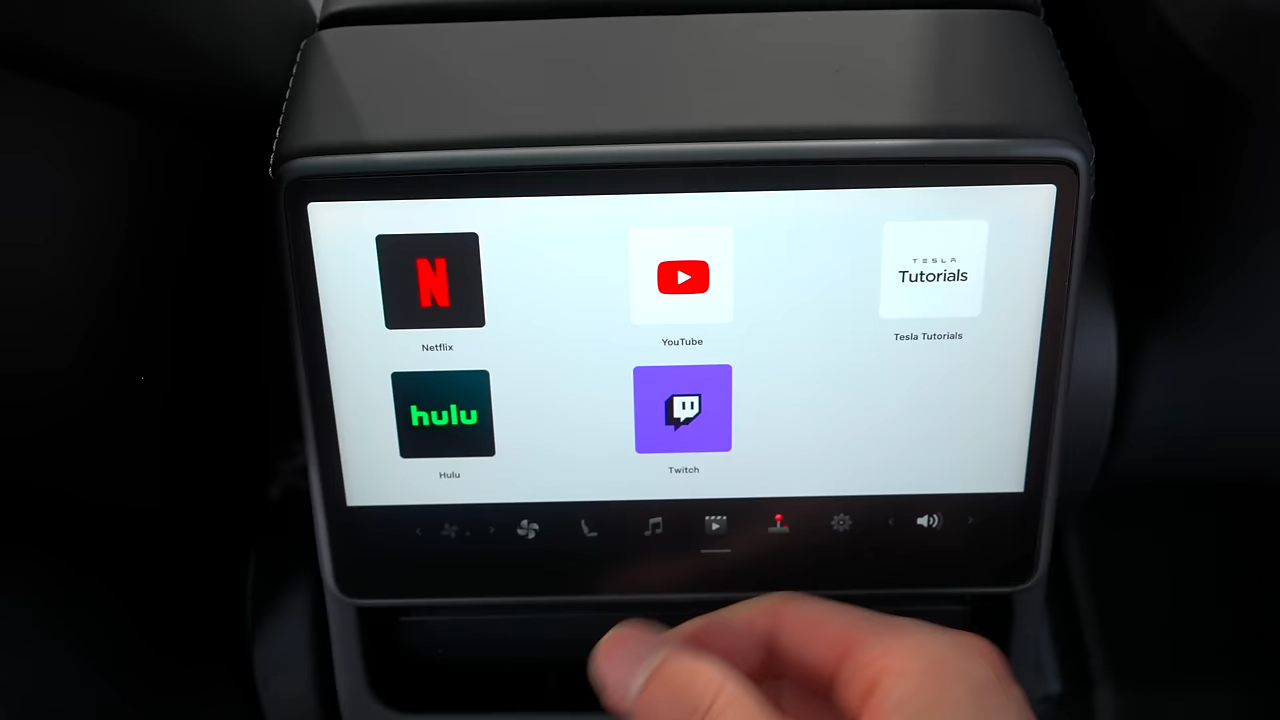 N
TESLA
Tutorials
Netflix
YouTube
Tesla Tutorials
hulu
Hulu
Twitch